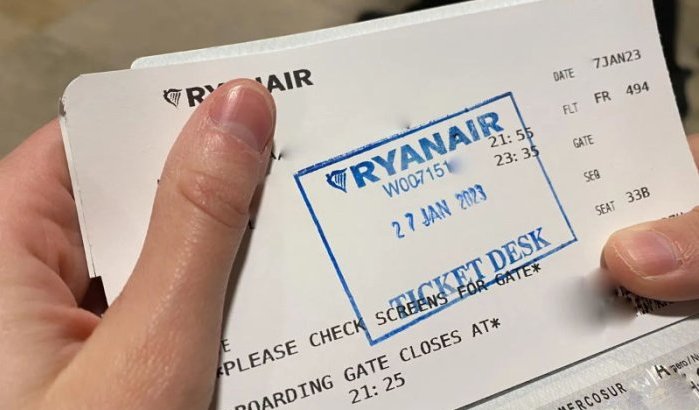 RYANAIR
DATE 7JAN23
FLT FR 494
GATE
SEQ
SEAT 33B
21:55
23:35
RYANAIR
W007151
27 JAN 2023
TICKET DESK
*PLEASE CHECK SCREENS FOR GATE*
BOARDING GATE CLOSES AT*
21:25
MERCOSUR